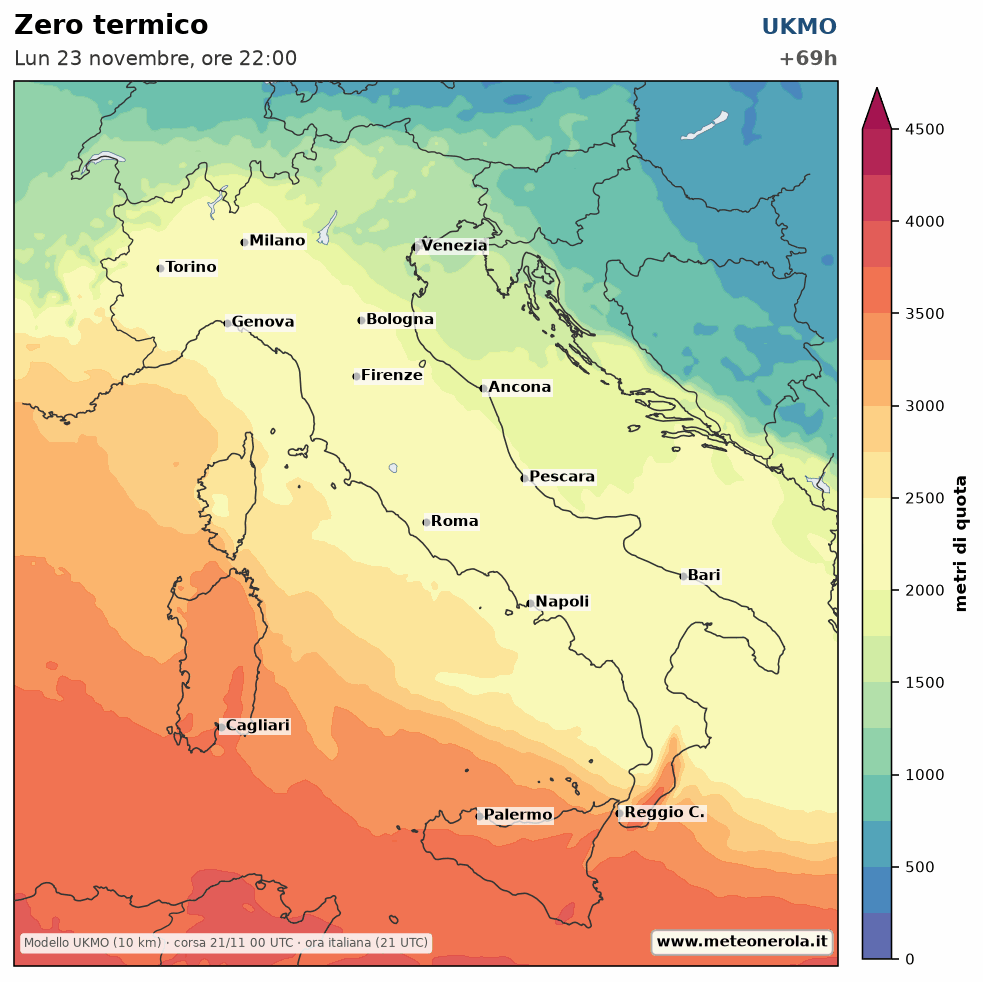 Zero termico
UKMO
Lun 23 novembre, ore 22:00
+69h
Milano
Venezia
Torino
Genova
Bologna
Firenze
Ancona
Pescara
Roma
Bari
Napoli
Cagliari
Palermo
Reggio C.
4500
4000
3500
3000
2500
2000
1500
1000
500
0
metri di quota
Modello UKMO (10 km) · corsa 21/11 00 UTC · ora italiana (21 UTC)
www.meteonerola.it